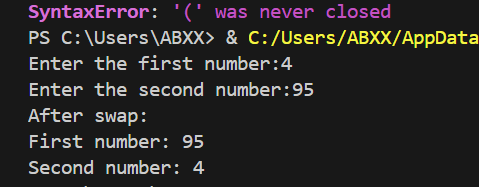 SyntaxError: '(' was never closed
PS C:\Users\ABXX> & C:/Users/ABXX/AppData
Enter the first number:4
Enter the second number:95
After swap:
First number: 95
Second number: 4